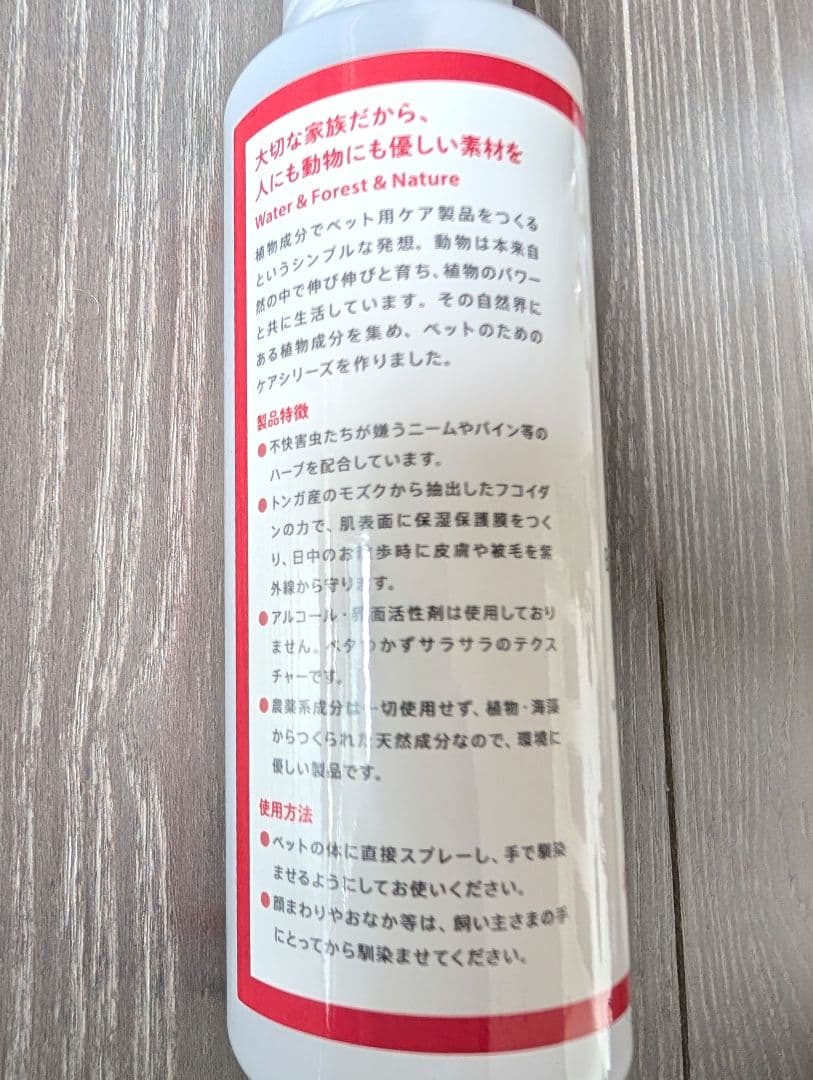 大切な家族だから、
人にも動物にも優しい素材を
Water & Forest & Nature
植物成分でペット用ケア製品をつくる
というシンプルな発想。動物は本来自
然の中で伸び伸びと育ち、植物のパワー
と共に生活しています。その自然界に
ある植物成分を集め、ペットのための
ケアシリーズを作りました。
製品特徴
●不快害虫たちが嫌うニームやパイン等の
ハーブを配合しています。
●トンガ産のモズクから抽出したフコイダ
ンの力で、肌表面に保湿保護膜をつく
り、日中のお散歩時に皮膚や被毛を紫
外線から守ります。
●アルコール・界面活性剤は使用しており
ません。ベタつかずサラサラのテクス
チャーです。
●農薬系成分は一切使用せず、植物・海藻
からつくられた天然成分なので、環境に
優しい製品です。
使用方法
●ペットの体に直接スプレーし、手で馴染
ませるようにしてお使いください。
●顔まわりやおなか等は、飼い主さまの手
にとってから馴染ませてください。